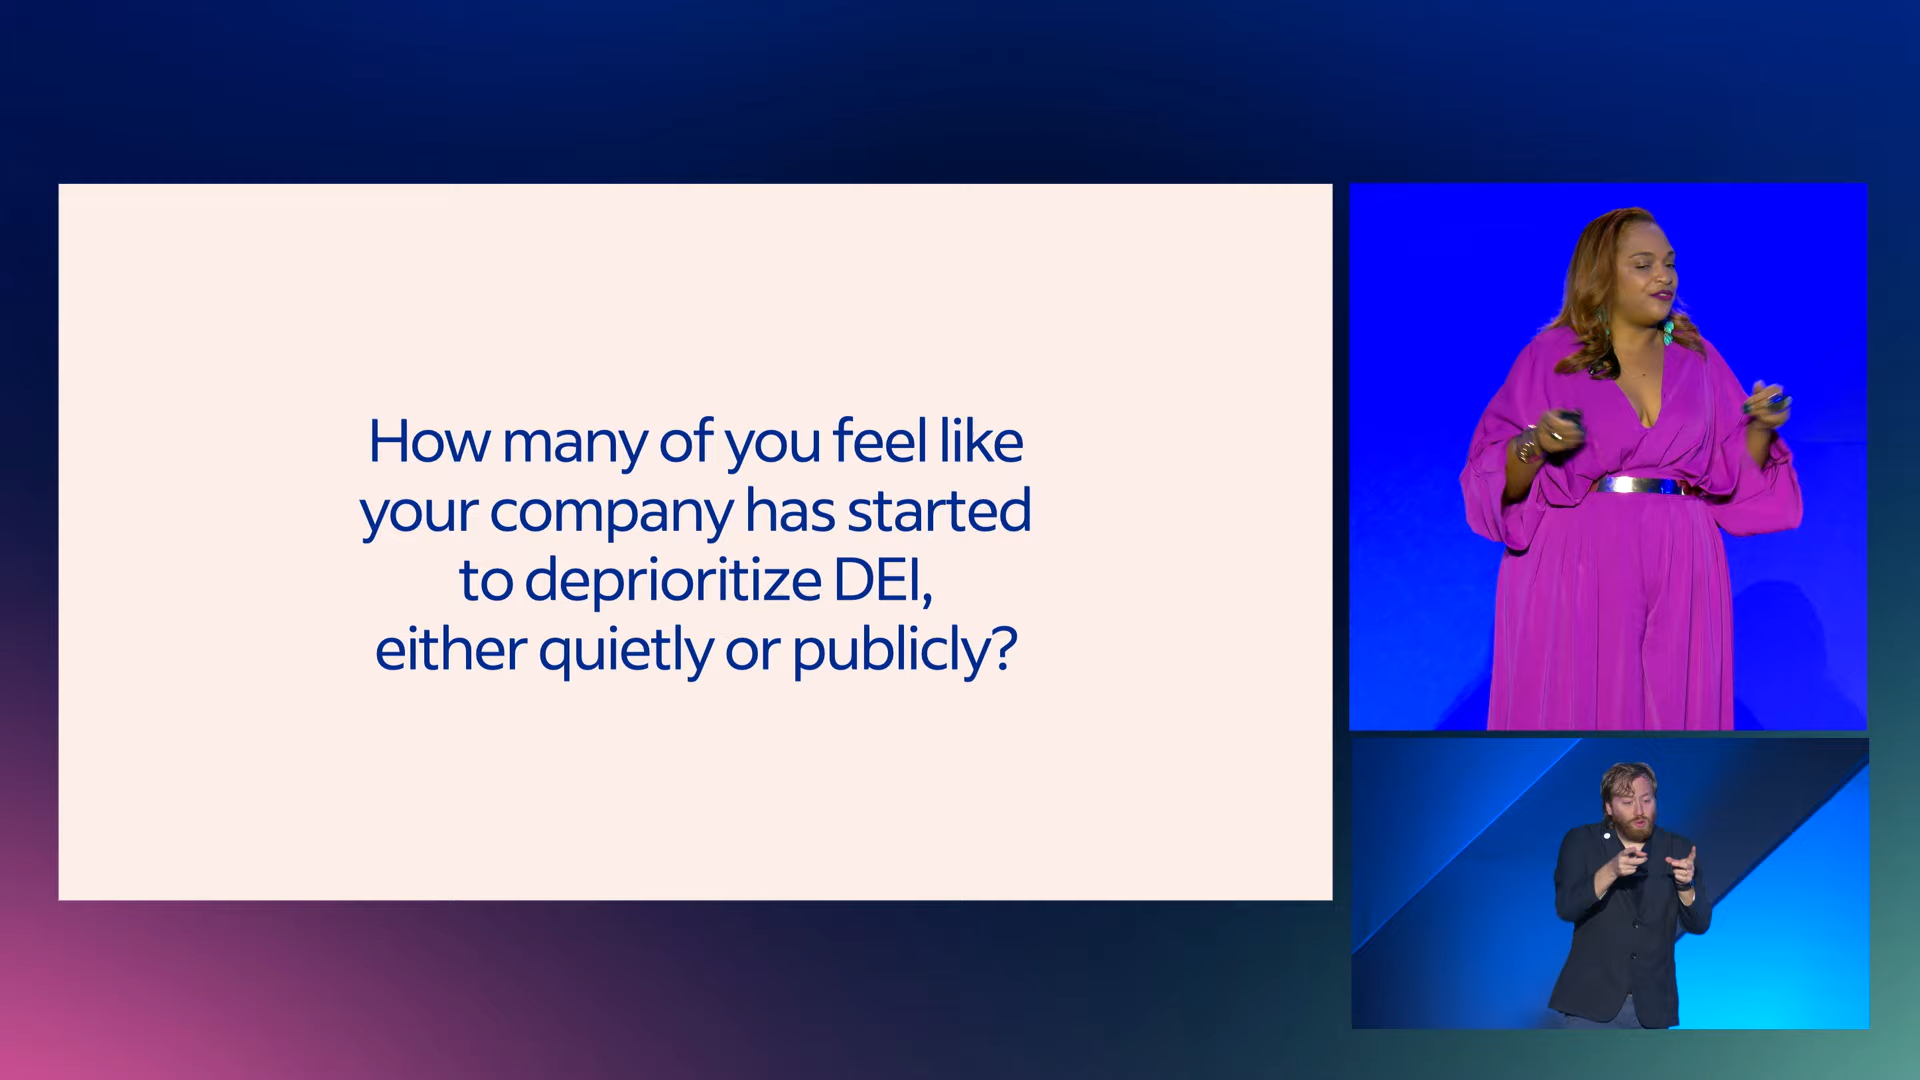 How many of you feel like
your company has started
to deprioritize DEI,
either quietly or publicly?